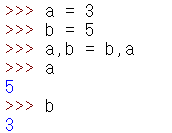 >>> a = 3
>>> b = 5
>>> a,b = b,a
>>> a
5
>>> b
3